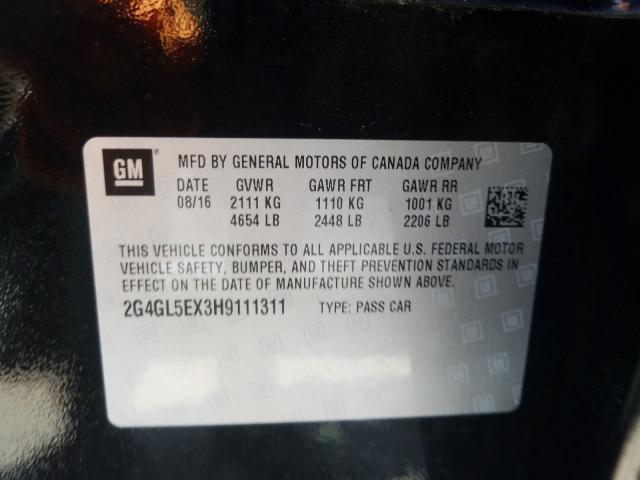 GM ® MFD BY GENERAL MOTORS OF CANADA COMPANY
DATE GVWR GAWR FRT GAWR RR
08/16 2111 KG 1110 KG 1001 KG
4654 LB 2448 LB 2206 LB
THIS VEHICLE CONFORMS TO ALL APPLICABLE U.S. FEDERAL MOTOR
VEHICLE SAFETY, BUMPER, AND THEFT PREVENTION STANDARDS IN
EFFECT ON THE DATE OF MANUFACTURE SHOWN ABOVE.
2G4GL5EX3H9111311 TYPE: PASS CAR